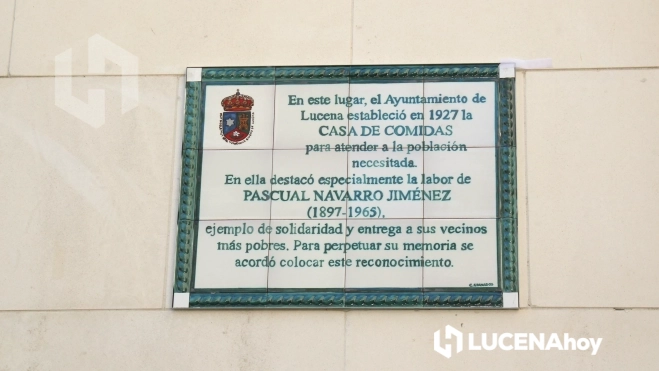 En este lugar, el Ayuntamiento de
Lucena estableció en 1927 la
CASA DE COMIDAS
para atender a la población
necesitada.
En ella destacó especialmente la labor de
PASCUAL NAVARRO JIMÉNEZ
(1897-1965),
ejemplo de solidaridad y entrega a sus vecinos
más pobres. Para perpetuar su memoria se
acordó colocar este reconocimiento.
LUCENAhoy